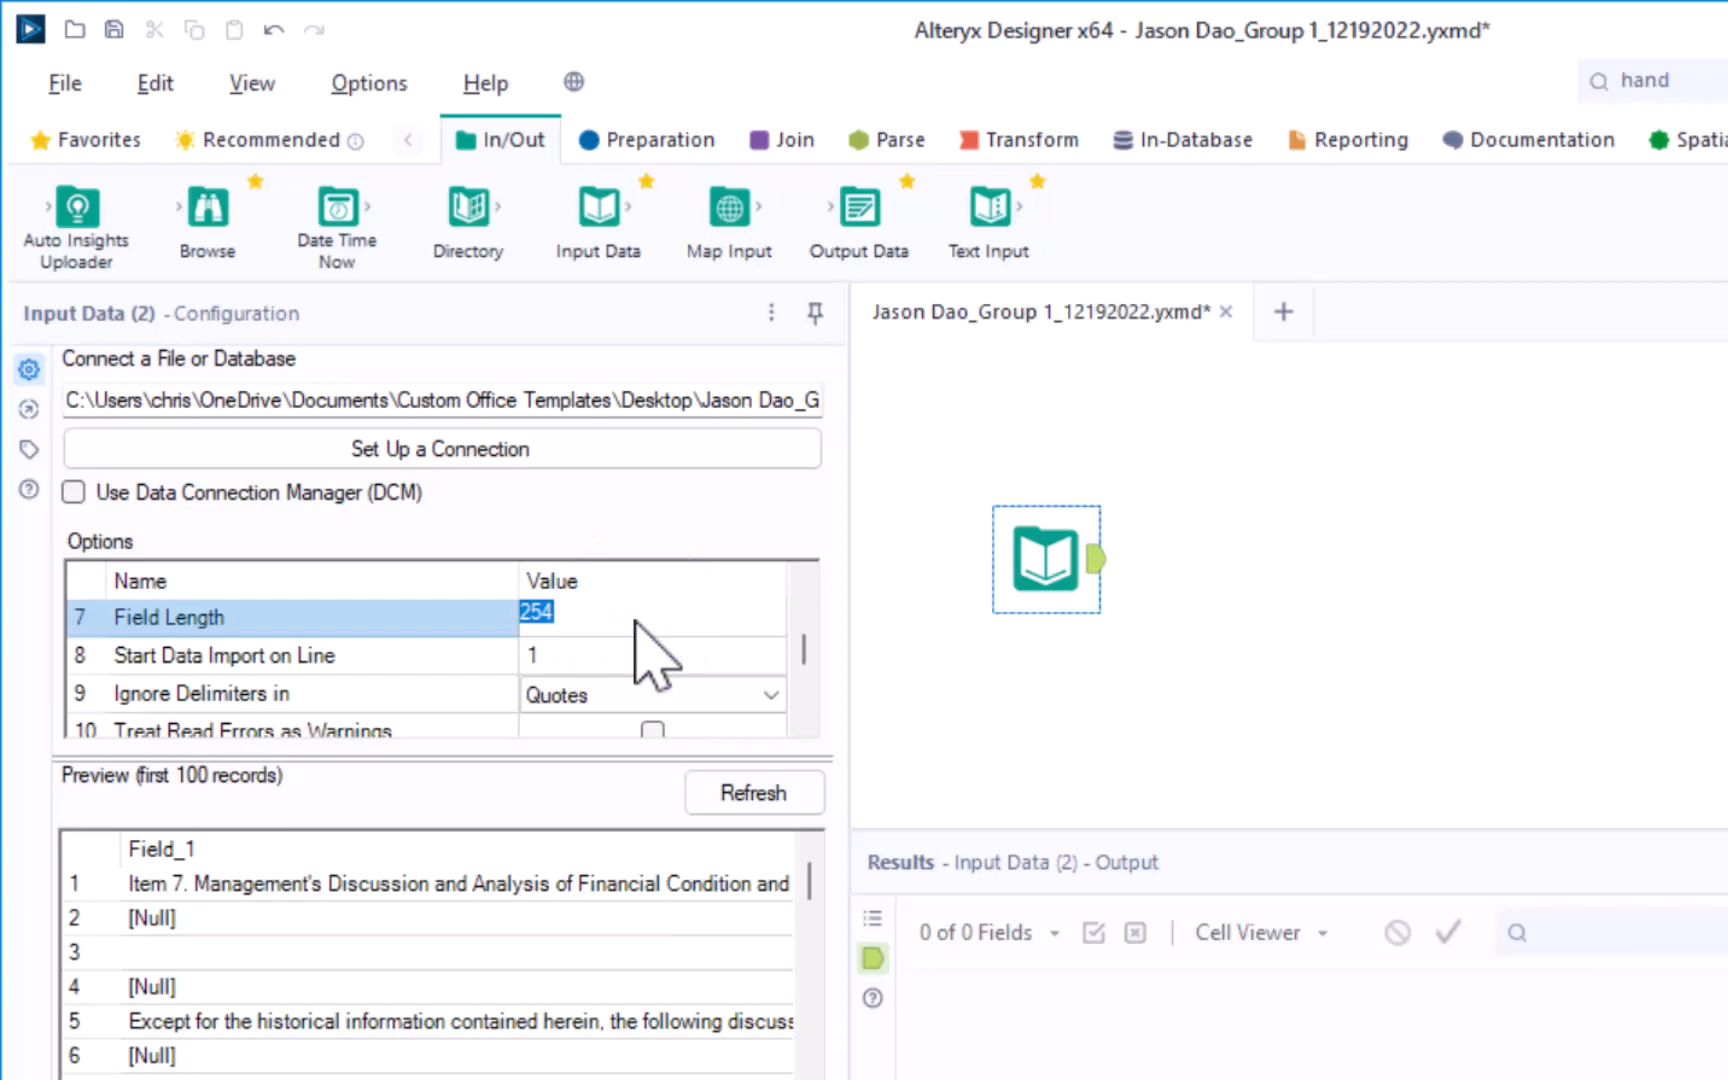 Alteryx Designer x64 - Jason Dao_Group 1_12192022.yxmd*
File Edit View Options Help
hand
Favorites Recommended In/Out Preparation Join Parse Transform In-Database Reporting Documentation
Auto Insights Uploader
Browse
Date Time Now
Directory
Input Data
Map Input
Output Data
Text Input
Input Data (2) - Configuration
Jason Dao_Group 1_12192022.yxmd*
Connect a File or Database
C:\Users\chris\OneDrive\Documents\Custom Office Templates\Desktop\Jason Dao_G
Set Up a Connection
Use Data Connection Manager (DCM)
Options
Name Value
7 Field Length 254
8 Start Data Import on Line 1
9 Ignore Delimiters in Quotes
10 Treat Read Errors as Warnings
Preview (first 100 records)
Refresh
Field_1
1 Item 7. Management's Discussion and Analysis of Financial Condition and
2 [Null]
3
4 [Null]
5 Except for the historical information contained herein, the following discuss
6 [Null]
Results - Input Data (2) - Output
0 of 0 Fields
Cell Viewer